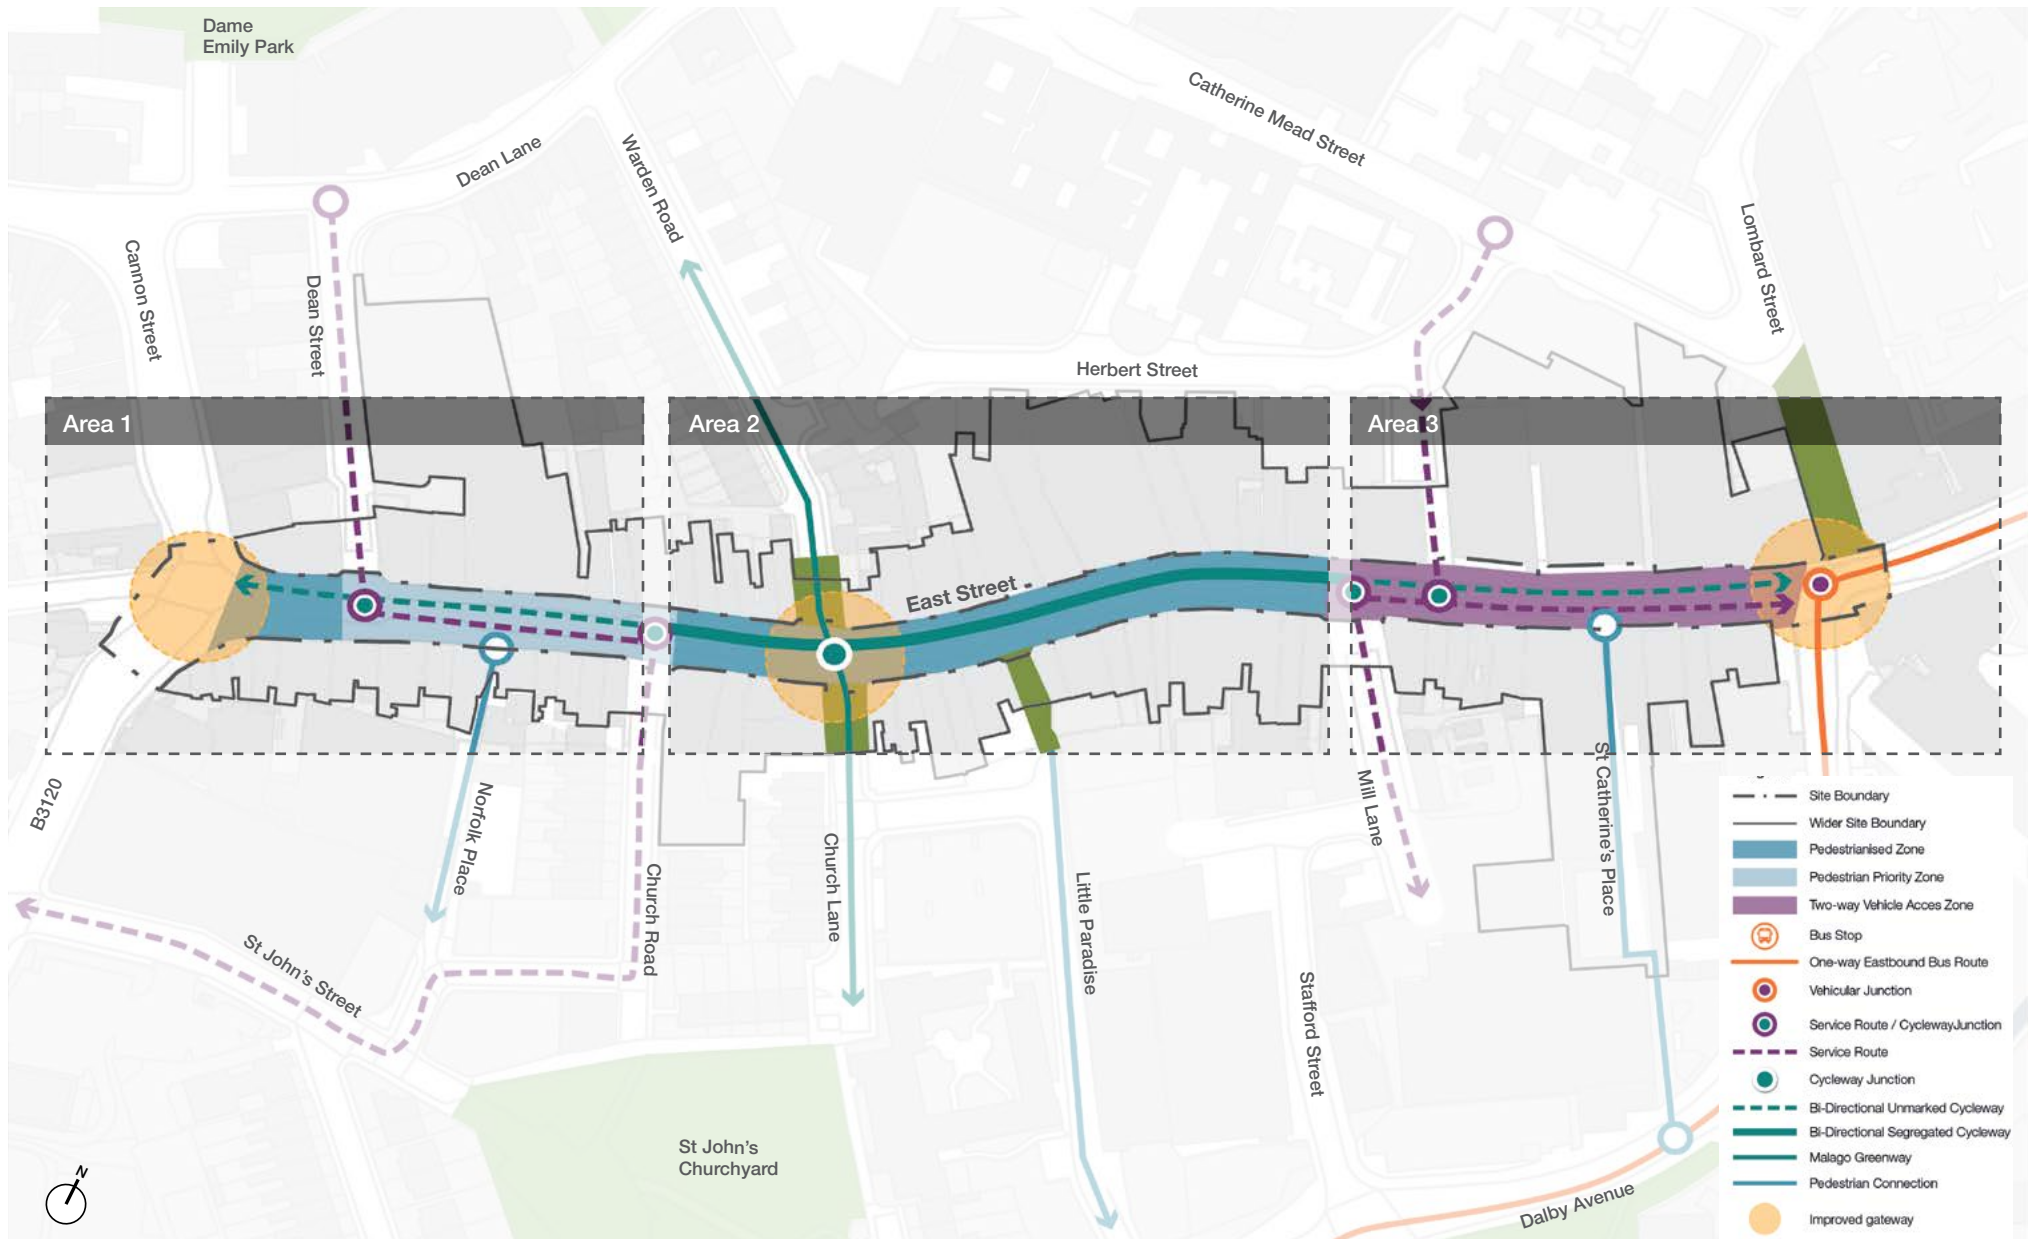 Dame
Emily Park
Catherine Mead Street
Dean Lane
Warden Road
Lombard Street
Cannon Street
Dean Street
Herbert Street
Area 1
Area 2
Area 3
East Street
B3120
Norfolk Place
Church Road
Church Lane
Little Paradise
Mill Lane
St Catherine's Place
St John's Street
Stafford Street
St John's
Churchyard
Dalby Avenue
N
Site Boundary
Wider Site Boundary
Pedestrianised Zone
Pedestrian Priority Zone
Two-way Vehicle Acces Zone
Bus Stop
One-way Eastbound Bus Route
Vehicular Junction
Service Route / CyclewayJunction
Service Route
Cycleway Junction
Bi-Directional Unmarked Cycleway
Bi-Directional Segregated Cycleway
Malago Greenway
Pedestrian Connection
Improved gateway